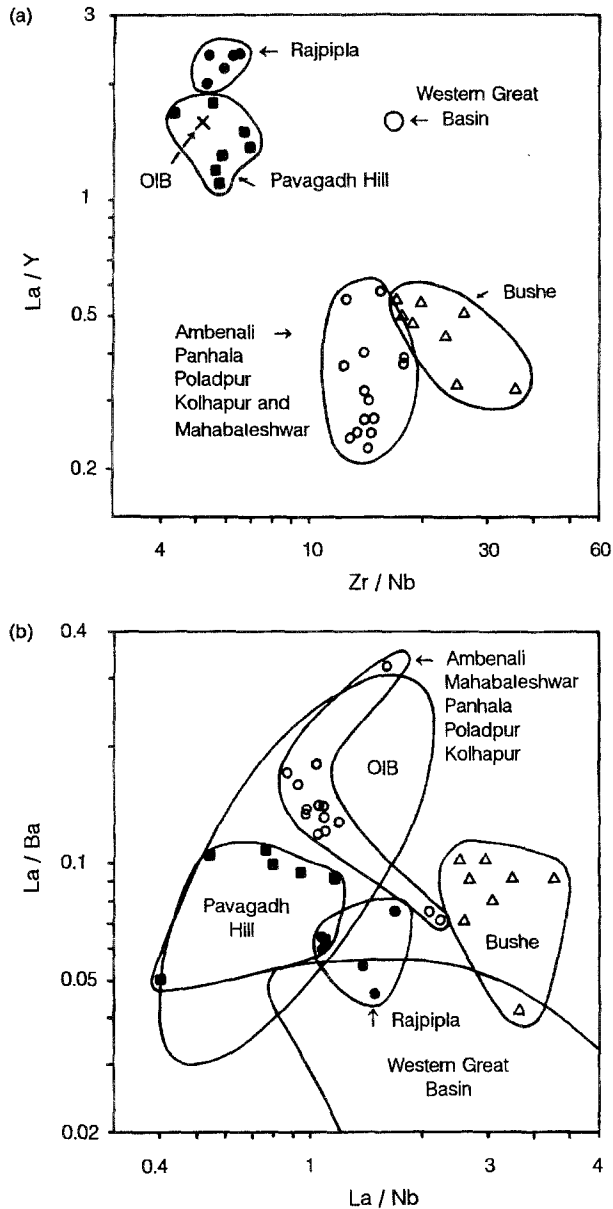 (a)
3
1
0.5
0.2
La / Y
Rajpipla
Western Great
Basin
OIB
Pavagadh Hill
Bushe
Ambenali
Panhala
Poladpur
Kolhapur and
Mahabaleshwar
4
10
30
60
Zr / Nb
(b)
0.4
0.1
0.05
0.02
La / Ba
Ambenali
Mahabaleshwar
Panhala
Poladpur
Kolhapur
OIB
Pavagadh
Hill
Bushe
Rajpipla
Western Great
Basin
0.4
1
3
4
La / Nb